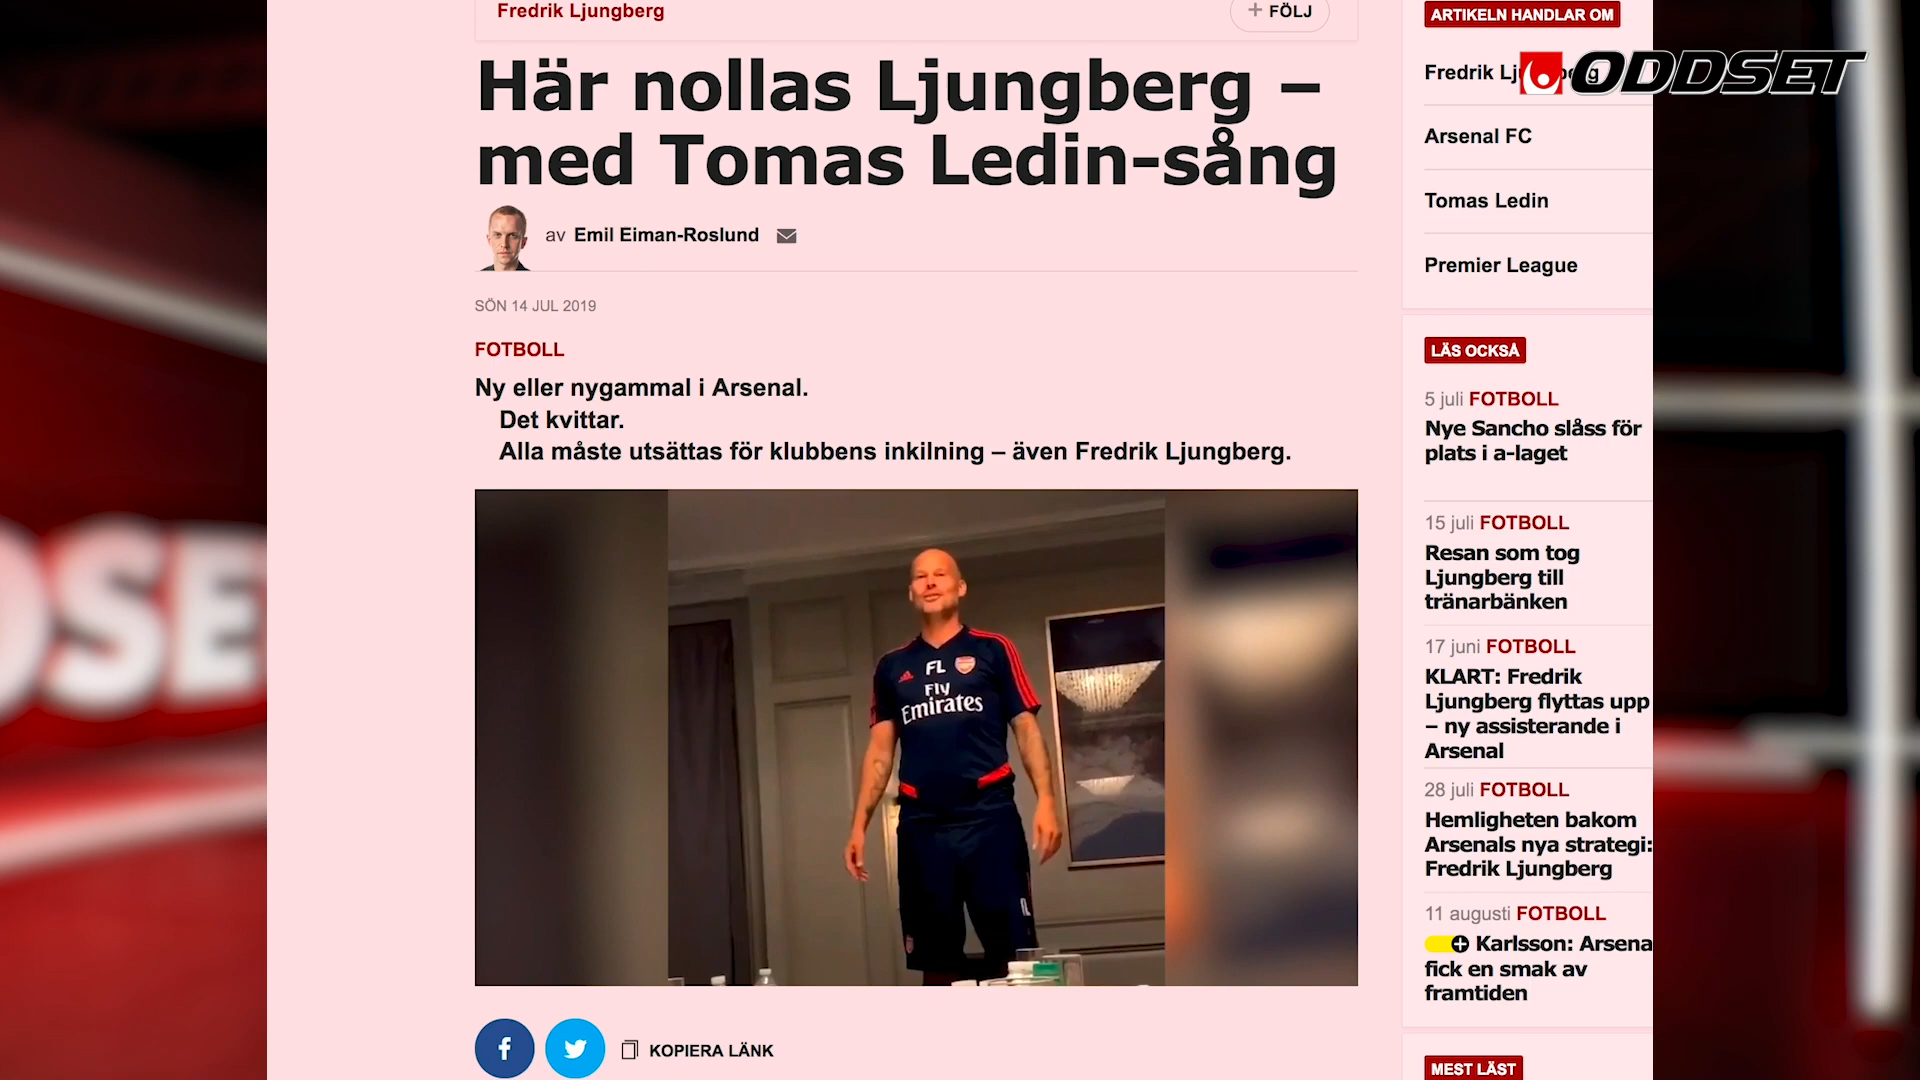 Fredrik Ljungberg
+ FÖLJ
Här nollas Ljungberg –
med Tomas Ledin-sång
av Emil Eiman-Roslund
SÖN 14 JUL 2019
FOTBOLL
Ny eller nygammal i Arsenal.
Det kvittar.
Alla måste utsättas för klubbens inkilning – även Fredrik Ljungberg.
FL
Fly
Emirates
KOPIERA LÄNK
ARTIKELN HANDLAR OM
ODDSET
Fredrik Ljungberg
Arsenal FC
Tomas Ledin
Premier League
LÄS OCKSÅ
5 juli FOTBOLL
Nye Sancho slåss för
plats i a-laget
15 juli FOTBOLL
Resan som tog
Ljungberg till
tränarbänken
17 juni FOTBOLL
KLART: Fredrik
Ljungberg flyttas upp
– ny assisterande i
Arsenal
28 juli FOTBOLL
Hemligheten bakom
Arsenals nya strategi:
Fredrik Ljungberg
11 augusti FOTBOLL
+ Karlsson: Arsena
fick en smak av
framtiden
MEST LÄST